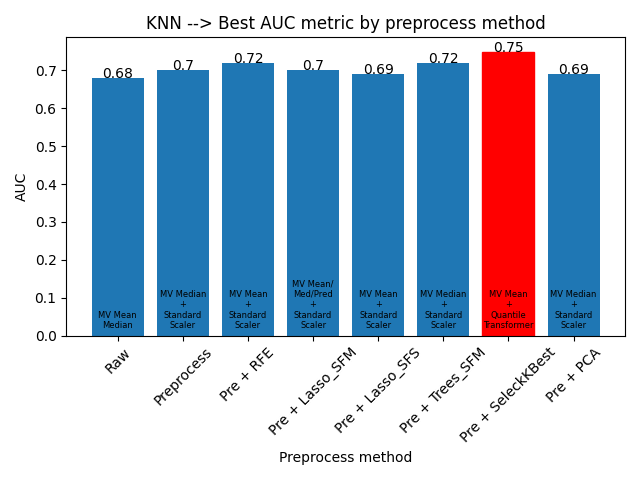 KNN --> Best AUC metric by preprocess method
0.68
0.7
0.72
0.7
0.69
0.72
0.75
0.69
AUC
0.7
0.6
0.5
0.4
0.3
0.2
0.1
0.0
MV Mean
Median
MV Median
+
Standard
Scaler
MV Mean
+
Standard
Scaler
MV Mean/
Med/Pred
+
Standard
Scaler
MV Mean
+
Standard
Scaler
MV Median
+
Standard
Scaler
MV Mean
+
Quantile
Transformer
MV Median
+
Standard
Scaler
Raw
Preprocess
Pre + RFE
Pre + Lasso_SFM
Pre + Lasso_SFS
Pre + Trees_SFM
Pre + SeleckKBest
Pre + PCA
Preprocess method